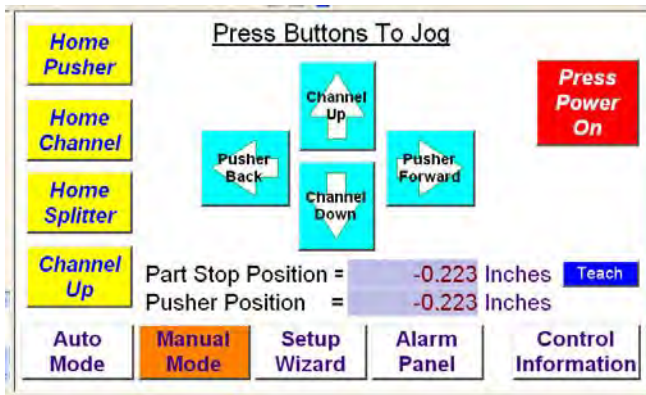 Press Buttons To Jog
Home
Pusher
Home
Channel
Home
Splitter
Channel
Up
Channel
Up
Pusher
Back
Pusher
Forward
Channel
Down
Press
Power
On
Part Stop Position = -0.223 Inches Teach
Pusher Position = -0.223 Inches
Auto
Mode
Manual
Mode
Setup
Wizard
Alarm
Panel
Control
Information